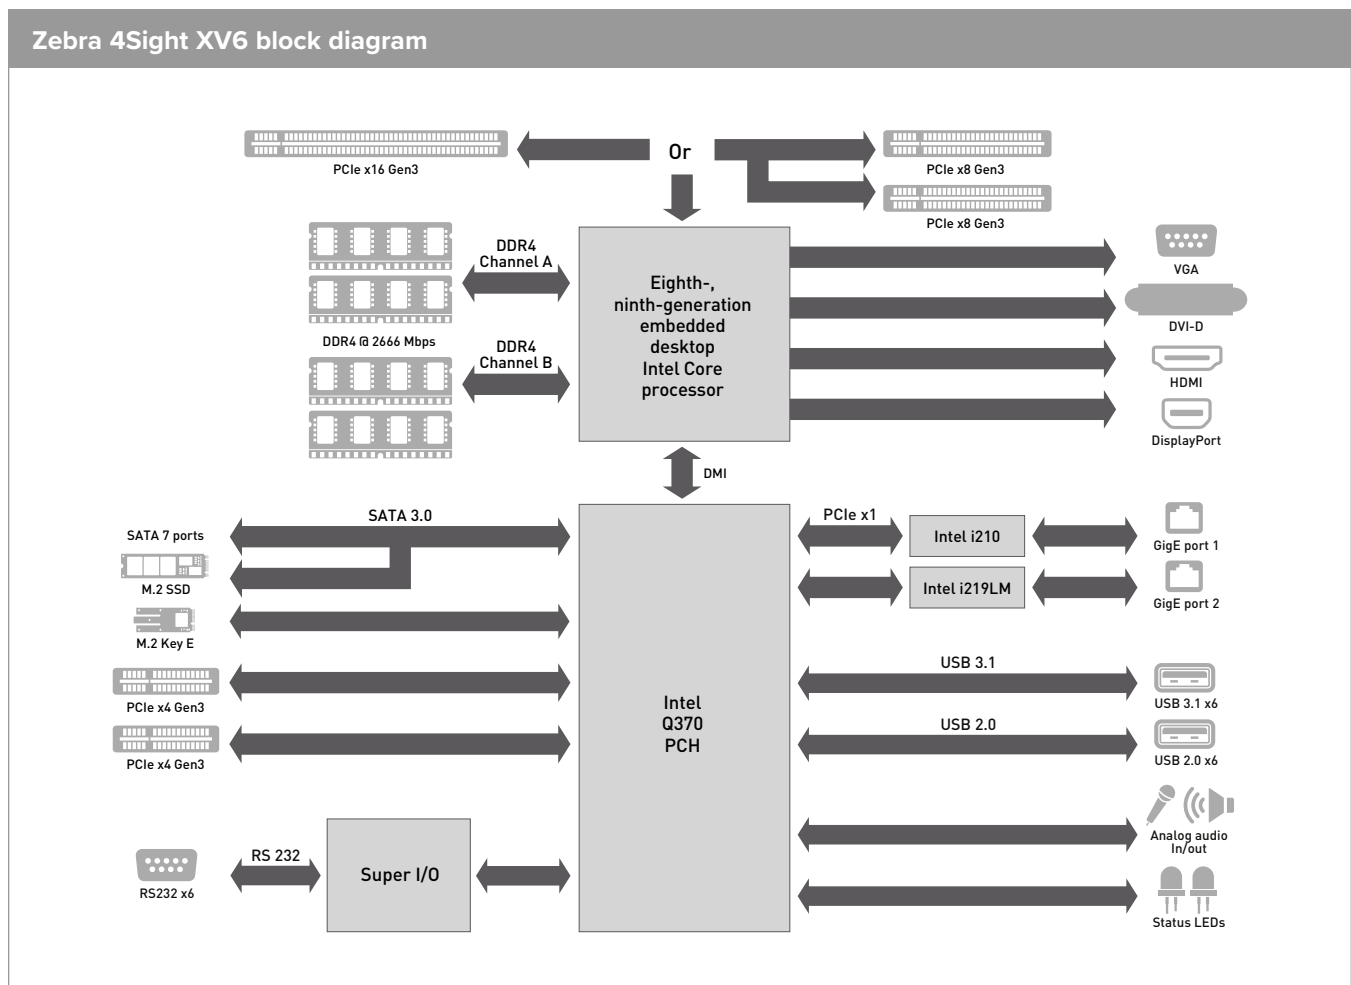 Zebra 4Sight XV6 block diagram
Or
PCIe x16 Gen3
PCIe x8 Gen3
PCIe x8 Gen3
DDR4
Channel A
DDR4 @ 2666 Mbps
DDR4
Channel B
Eighth-,
ninth-generation
embedded
desktop
Intel Core
processor
VGA
DVI-D
HDMI
DisplayPort
DMI
SATA 3.0
SATA 7 ports
M.2 SSD
M.2 Key E
PCIe x4 Gen3
PCIe x4 Gen3
RS 232
RS232 x6
Super I/O
Intel
Q370
PCH
PCIe x1
Intel i210
GigE port 1
Intel i219LM
GigE port 2
USB 3.1
USB 3.1 x6
USB 2.0
USB 2.0 x6
Analog audio
In/out
Status LEDs